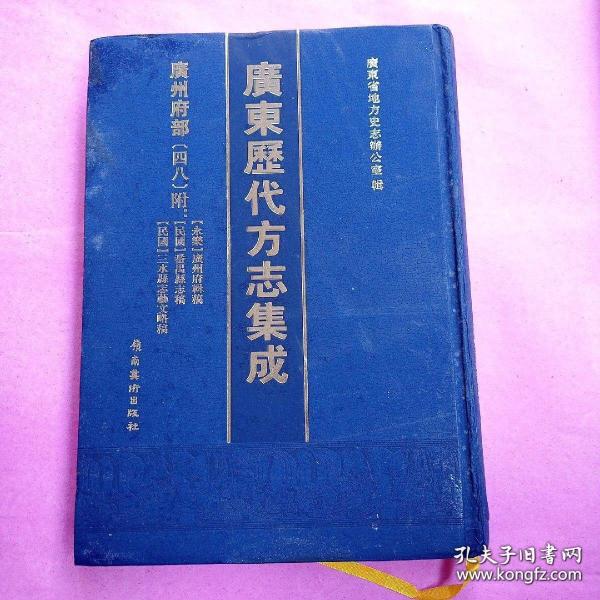 廣東省地方史志辦公室 輯
廣東歷代方志集成
廣州府部〔四八〕附：
［永樂］廣州府輯稿
［民國］番禺縣志稿
［民國］三水縣志藝文略稿
嶺南美術出版社
孔夫子旧书网
www.kongfz.com